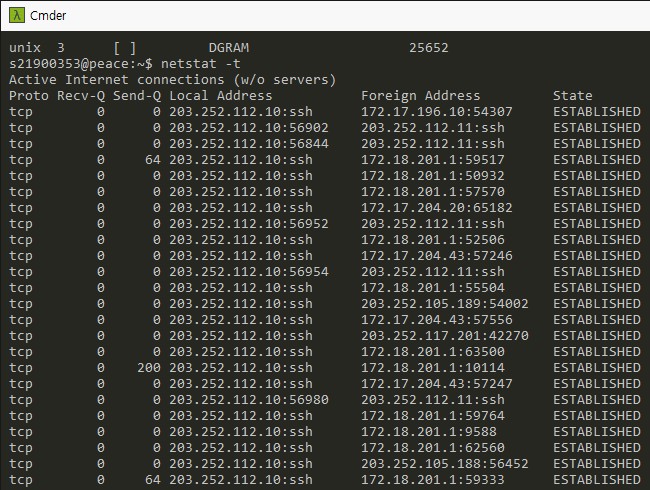 λ Cmder
unix  3      [ ]         DGRAM                    25652
s21900353@peace:~$ netstat -t
Active Internet connections (w/o servers)
Proto Recv-Q Send-Q Local Address           Foreign Address         State
tcp        0      0 203.252.112.10:ssh      172.17.196.10:54307     ESTABLISHED
tcp        0      0 203.252.112.10:56902    203.252.112.11:ssh      ESTABLISHED
tcp        0      0 203.252.112.10:56844    203.252.112.11:ssh      ESTABLISHED
tcp        0     64 203.252.112.10:ssh      172.18.201.1:59517      ESTABLISHED
tcp        0      0 203.252.112.10:ssh      172.18.201.1:50932      ESTABLISHED
tcp        0      0 203.252.112.10:ssh      172.18.201.1:57570      ESTABLISHED
tcp        0      0 203.252.112.10:ssh      172.17.204.20:65182     ESTABLISHED
tcp        0      0 203.252.112.10:56952    203.252.112.11:ssh      ESTABLISHED
tcp        0      0 203.252.112.10:ssh      172.18.201.1:52506      ESTABLISHED
tcp        0      0 203.252.112.10:ssh      172.17.204.43:57246     ESTABLISHED
tcp        0      0 203.252.112.10:56954    203.252.112.11:ssh      ESTABLISHED
tcp        0      0 203.252.112.10:ssh      172.18.201.1:55504      ESTABLISHED
tcp        0      0 203.252.112.10:ssh      203.252.105.189:54002   ESTABLISHED
tcp        0      0 203.252.112.10:ssh      172.17.204.43:57556     ESTABLISHED
tcp        0      0 203.252.112.10:ssh      203.252.117.201:42270   ESTABLISHED
tcp        0      0 203.252.112.10:ssh      172.18.201.1:63500      ESTABLISHED
tcp        0    200 203.252.112.10:ssh      172.18.201.1:10114      ESTABLISHED
tcp        0      0 203.252.112.10:ssh      172.17.204.43:57247     ESTABLISHED
tcp        0      0 203.252.112.10:56980    203.252.112.11:ssh      ESTABLISHED
tcp        0      0 203.252.112.10:ssh      172.18.201.1:59764      ESTABLISHED
tcp        0      0 203.252.112.10:ssh      172.18.201.1:9588       ESTABLISHED
tcp        0      0 203.252.112.10:ssh      172.18.201.1:62560      ESTABLISHED
tcp        0      0 203.252.112.10:ssh      203.252.105.188:56452   ESTABLISHED
tcp        0     64 203.252.112.10:ssh      172.18.201.1:59333      ESTABLISHED